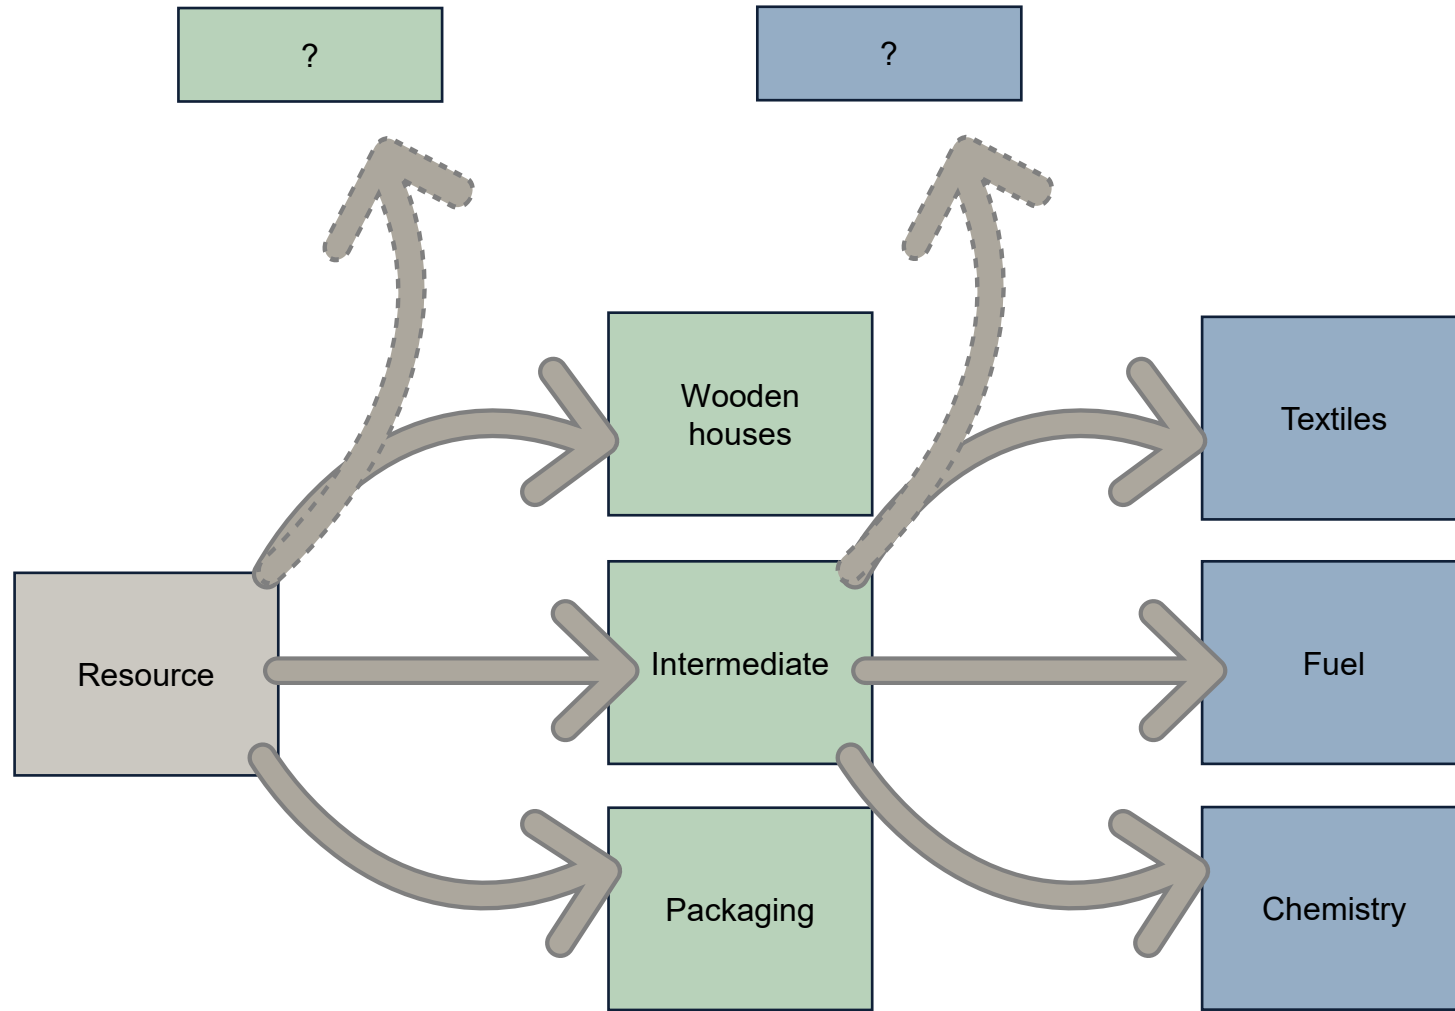 ?
?
Wooden
houses
Textiles
Resource
Intermediate
Fuel
Packaging
Chemistry